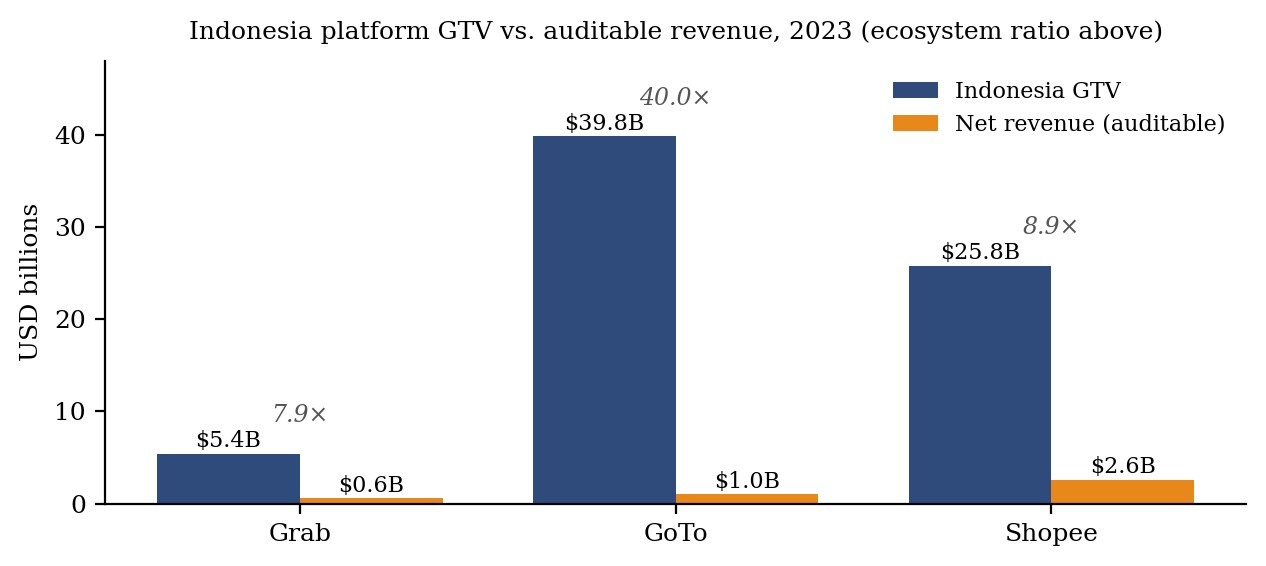 Indonesia platform GTV vs. auditable revenue, 2023 (ecosystem ratio above)
Indonesia GTV
Net revenue (auditable)
USD billions
40
30
20
10
0
7.9×
$5.4B
$0.6B
40.0×
$39.8B
$1.0B
8.9×
$25.8B
$2.6B
Grab
GoTo
Shopee